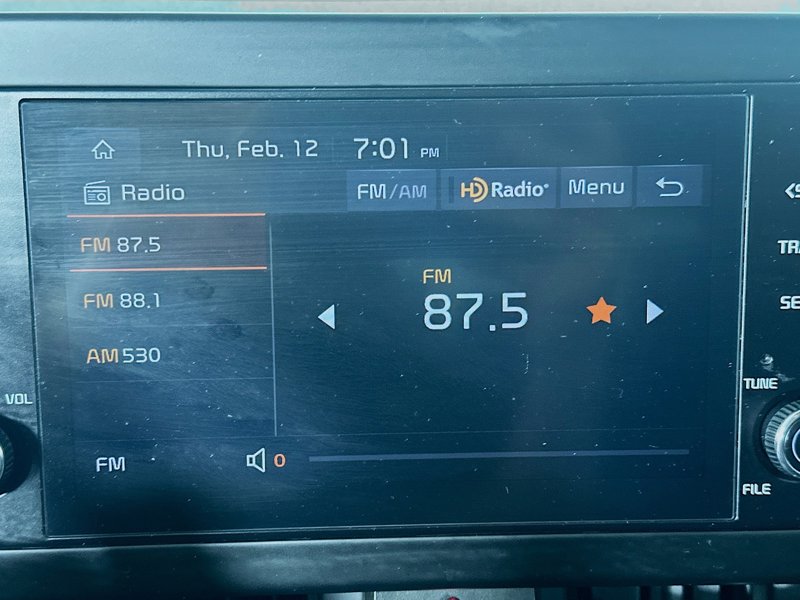 Thu, Feb. 12 7:01 PM
Radio FM/AM HD Radio® Menu
FM 87.5
FM 88.1
AM 530
FM
87.5
FM 0
VOL
TUNE
FILE